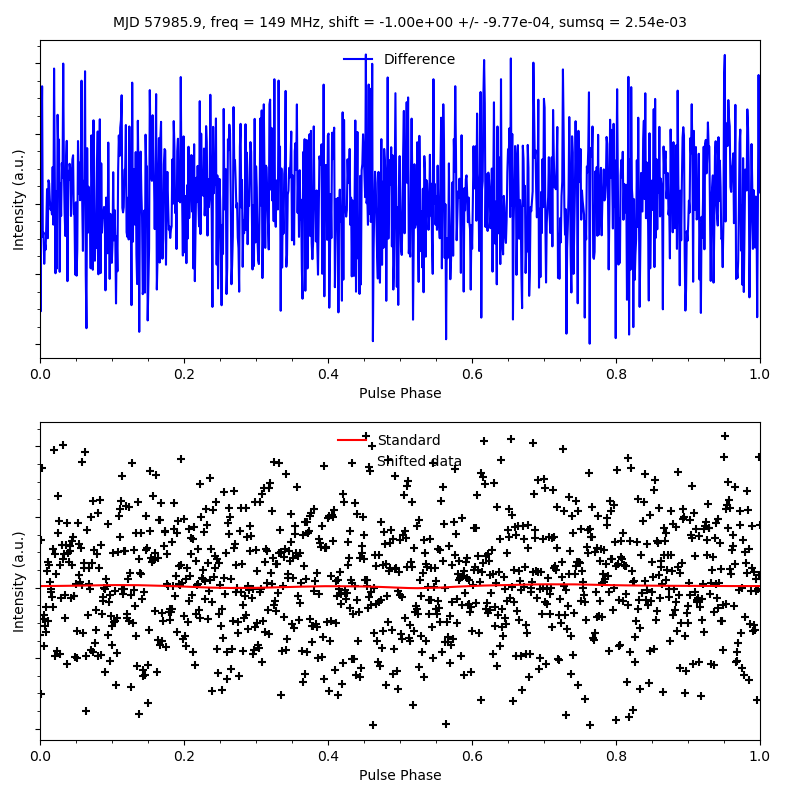 MJD 57985.9, freq = 149 MHz, shift = -1.00e+00 +/- -9.77e-04, sumsq = 2.54e-03
Difference
Intensity (a.u.)
0.0 0.2 0.4 0.6 0.8 1.0
Pulse Phase
Standard
Shifted data
Intensity (a.u.)
0.0 0.2 0.4 0.6 0.8 1.0
Pulse Phase